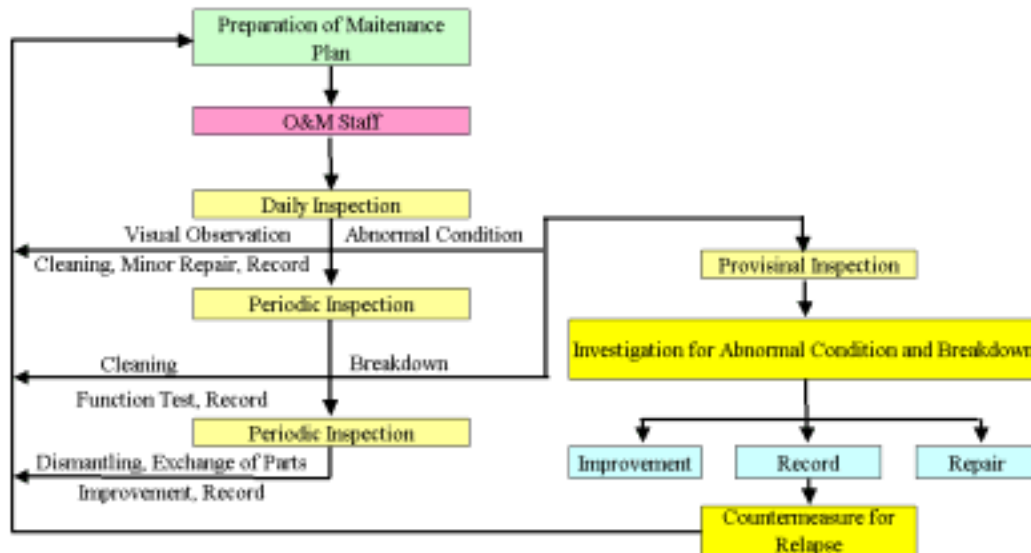 Preparation of Maitenance
Plan
O&M Staff
Daily Inspection
Visual Observation
Abnormal Condition
Cleaning, Minor Repair, Record
Provisinal Inspection
Periodic Inspection
Investigation for Abnormal Condition and Breakdown
Cleaning
Breakdown
Function Test, Record
Periodic Inspection
Dismantling, Exchange of Parts
Improvement, Record
Improvement
Record
Repair
Countermeasure for
Relapse